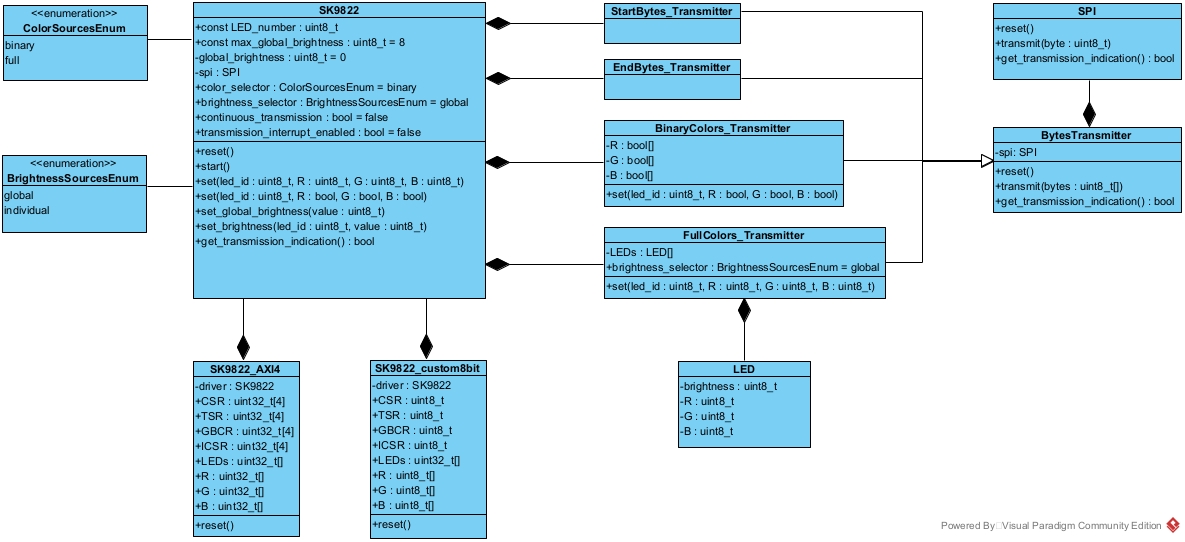 <<enumeration>>
ColorSourcesEnum
binary
full
<<enumeration>>
BrightnessSourcesEnum
global
individual
SK9822
+const LED_number : uint8_t
+const max_global_brightness : uint8_t = 8
-global_brightness : uint8_t = 0
-spi : SPI
+color_selector : ColorSourcesEnum = binary
+brightness_selector : BrightnessSourcesEnum = global
+continuous_transmission : bool = false
+transmission_interrupt_enabled : bool = false
+reset()
+start()
+set(led_id : uint8_t, R : uint8_t, G : uint8_t, B : uint8_t)
+set(led_id : uint8_t, R : bool, G : bool, B : bool)
+set_global_brightness(value : uint8_t)
+set_brightness(led_id : uint8_t, value : uint8_t)
+get_transmission_indication() : bool
StartBytes_Transmitter
EndBytes_Transmitter
BinaryColors_Transmitter
-R : bool[]
-G : bool[]
-B : bool[]
+set(led_id : uint8_t, R : bool, G : bool, B : bool)
FullColors_Transmitter
-LEDs : LED[]
+brightness_selector : BrightnessSourcesEnum = global
+set(led_id : uint8_t, R : uint8_t, G : uint8_t, B : uint8_t)
SPI
+reset()
+transmit(byte : uint8_t)
+get_transmission_indication() : bool
BytesTransmitter
-spi: SPI
+reset()
+transmit(bytes : uint8_t[])
+get_transmission_indication() : bool
SK9822_AXI4
-driver : SK9822
+CSR : uint32_t[4]
+TSR : uint32_t[4]
+GBCR : uint32_t[4]
+ICSR : uint32_t[4]
+LEDs : uint32_t[]
+R : uint32_t[]
+G : uint32_t[]
+B : uint32_t[]
+reset()
SK9822_custom8bit
-driver : SK9822
+CSR : uint8_t
+TSR : uint8_t
+GBCR : uint8_t
+ICSR : uint8_t
+LEDs : uint32_t[]
+R : uint8_t[]
+G : uint8_t[]
+B : uint8_t[]
+reset()
LED
-brightness : uint8_t
-R : uint8_t
-G : uint8_t
-B : uint8_t
Powered By Visual Paradigm Community Edition